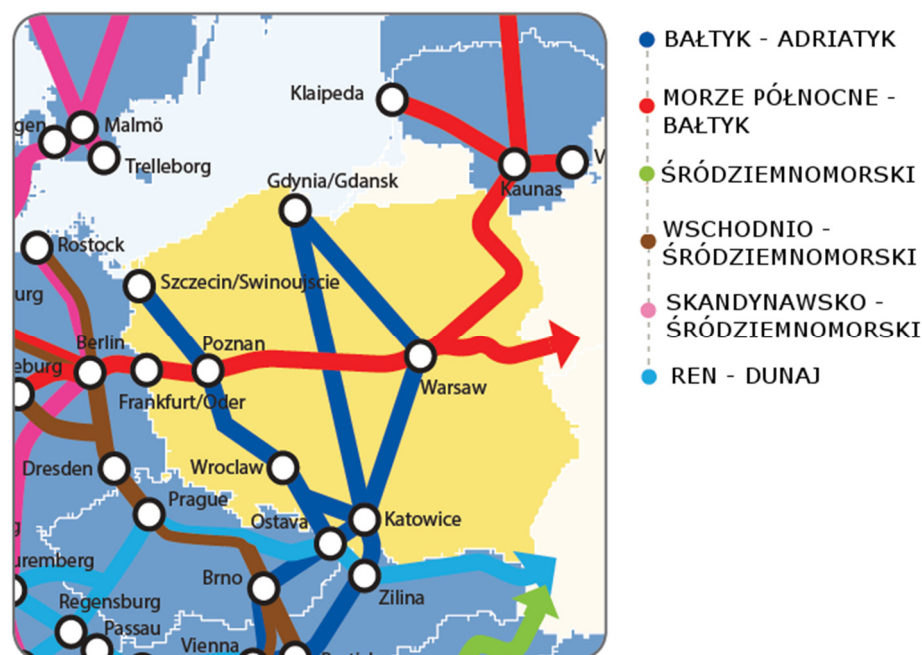 Klaipeda
Malmö
Trelleborg
Kaunas
Gdynia/Gdansk
Rostock
Szczecin/Swinoujscie
Berlin
Poznan
Frankfurt/Oder
Warsaw
Dresden
Wroclaw
Prague
Ostava
Katowice
Brno
Zilina
Regensburg
Passau
Vienna
BAŁTYK - ADRIATYK
MORZE PÓŁNOCNE -
BAŁTYK
ŚRÓDZIEMNOMORSKI
WSCHODNIO -
ŚRÓDZIEMNOMORSKI
SKANDYNAWSKO -
ŚRÓDZIEMNOMORSKI
REN - DUNAJ